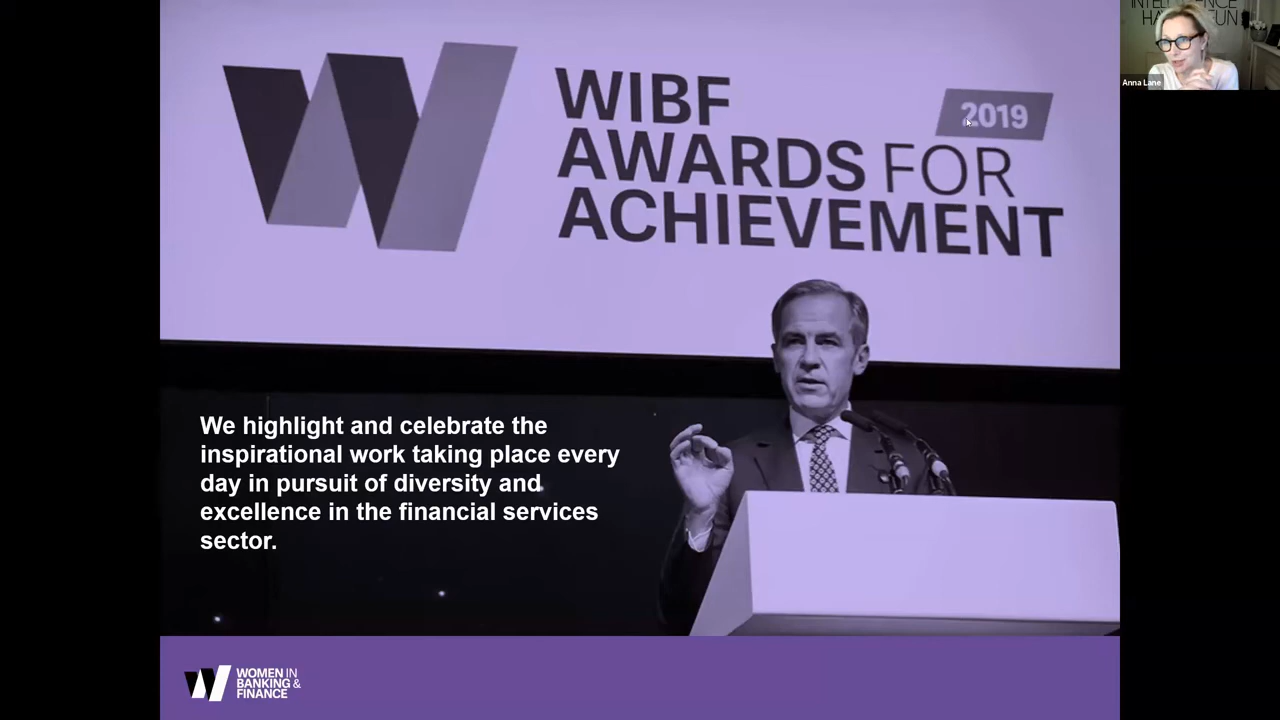 WIBF
2019
AWARDS FOR
ACHIEVEMENT
We highlight and celebrate the
inspirational work taking place every
day in pursuit of diversity and
excellence in the financial services
sector.
WOMEN IN
BANKING &
FINANCE
Anna Lane